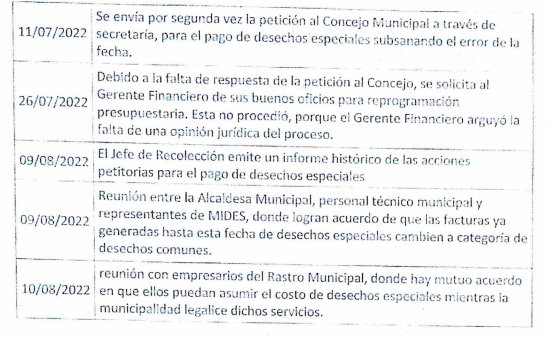 Se envía por segunda vez la petición al Concejo Municipal a través de
11/07/2022 secretaría, para el pago de desechos especiales subsanando el error de la
fecha.
Debido a la falta de respuesta de la petición al Concejo, se solicita al
Gerente Financiero de sus buenos oficios para reprogramación
26/07/2022 presupuestaria. Esta no procedió, porque el Gerente Financiero arguyó la
falta de una opinión jurídica del proceso.
09/08/2022 El Jefe de Recolección emite un informe histórico de las acciones
petitorias para el pago de desechos especiales
Reunión entre la Alcaldesa Municipal, personal técnico municipal y
representantes de MIDES, donde logran acuerdo de que las facturas ya
09/08/2022 generadas hasta esta fecha de desechos especiales cambien a categoría de
desechos comunes.
reunión con empresarios del Rastro Municipal, donde hay mutuo acuerdo
10/08/2022 en que ellos puedan asumir el costo de desechos especiales mientras la
municipalidad legalice dichos servicios.